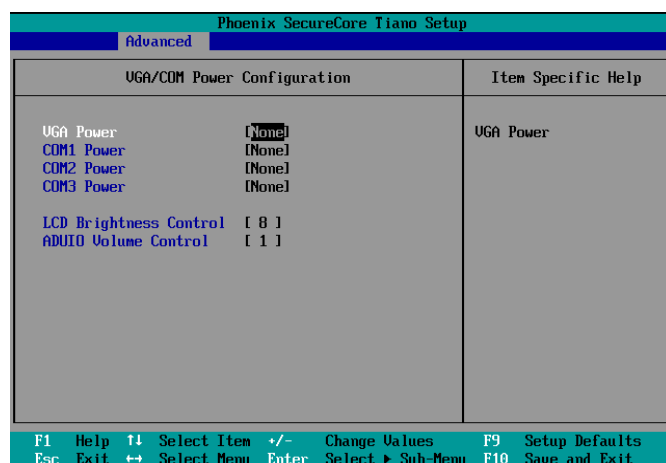 Phoenix SecureCore Tiano Setup
Advanced
VGA/COM Power Configuration
Item Specific Help
VGA Power [None]
VGA Power
COM1 Power [None]
COM2 Power [None]
COM3 Power [None]
LCD Brightness Control [ 8 ]
ADUIO Volume Control [ 1 ]
F1 Help ↑↓ Select Item +/- Change Values F9 Setup Defaults
Esc Exit ↔ Select Menu Enter Select ▶ Sub-Menu F10 Save and Exit